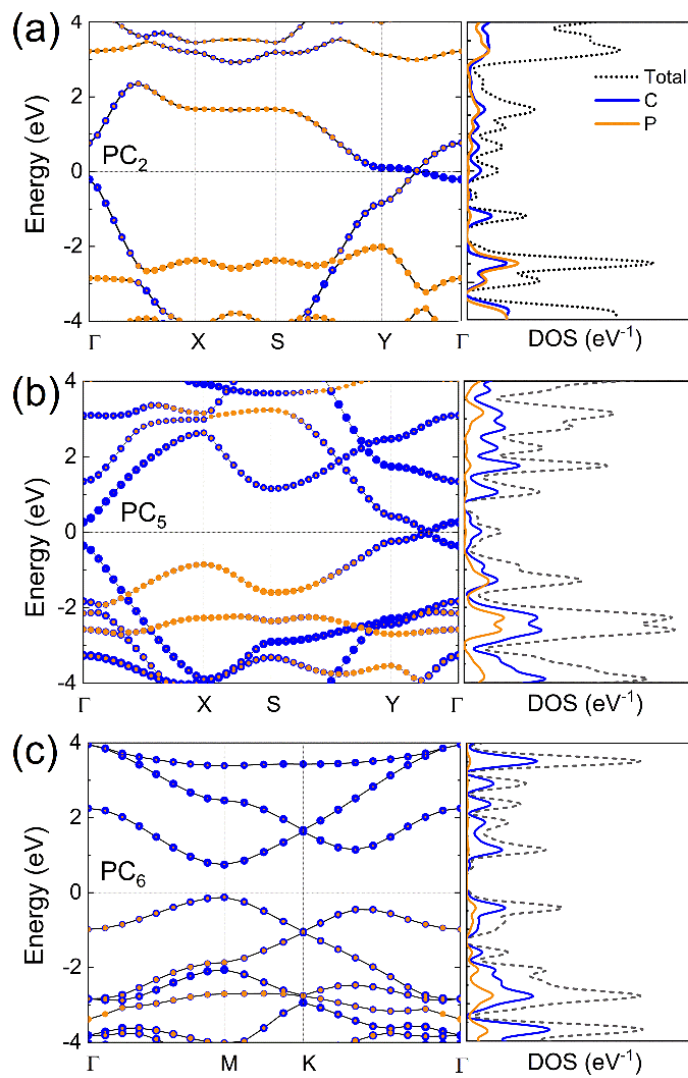 (a)
4
2
0
-2
-4
Energy (eV)
PC2
Γ X S Y Γ
Total
C
P
DOS (eV-1)
(b)
4
2
0
-2
-4
Energy (eV)
PC5
Γ X S Y Γ
DOS (eV-1)
(c)
4
2
0
-2
-4
Energy (eV)
PC6
Γ M K Γ
DOS (eV-1)